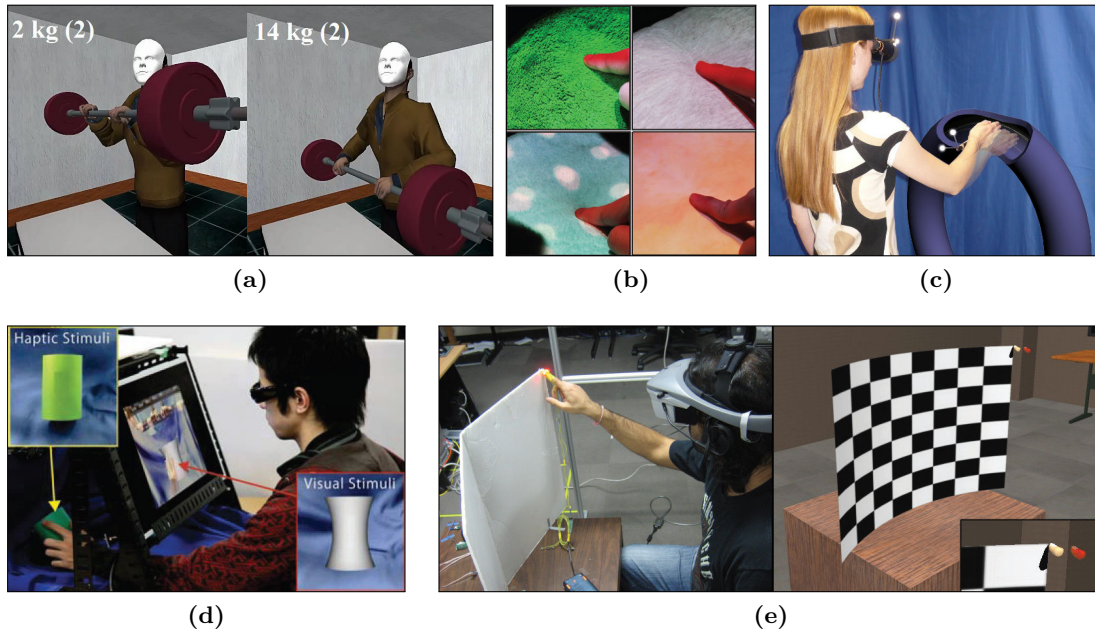 2 kg (2)
14 kg (2)
(a)
(b)
(c)
Haptic Stimuli
Visual Stimuli
(d)
(e)